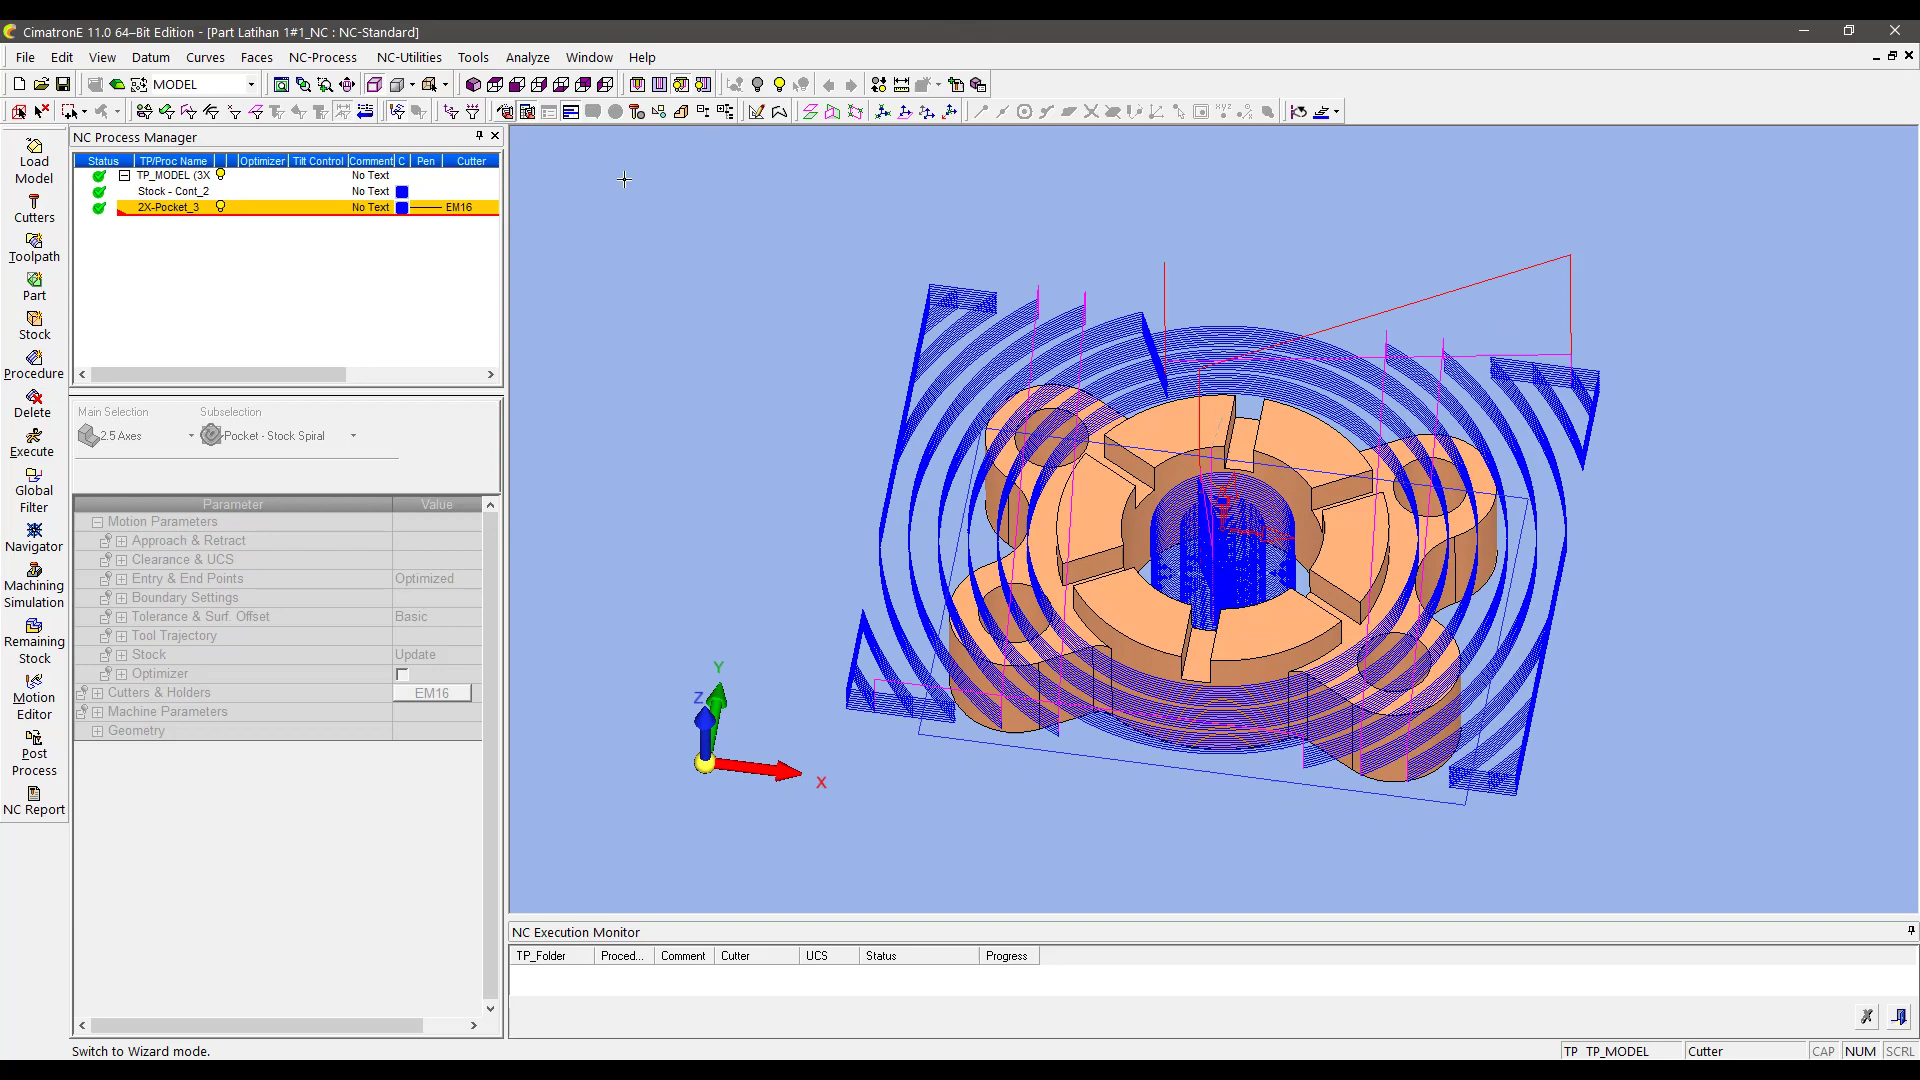 CimatronE 11.0 64–Bit Edition - [Part Latihan 1#1_NC : NC-Standard]
File Edit View Datum Curves Faces NC-Process NC-Utilities Tools Analyze Window Help
MODEL
Load Model
Cutters
Toolpath
Part
Stock
Procedure
Delete
Execute
Global Filter
Navigator
Machining Simulation
Remaining Stock
Motion Editor
Post Process
NC Report
NC Process Manager
Status TP/Proc Name Optimizer Tilt Control Comment C Pen Cutter
TP_MODEL (3X No Text
Stock - Cont_2 No Text
2X-Pocket_3 No Text EM16
Main Selection Subselection
2.5 Axes Pocket - Stock Spiral
Parameter Value
Motion Parameters
Approach & Retract
Clearance & UCS
Entry & End Points Optimized
Boundary Settings
Tolerance & Surf. Offset Basic
Tool Trajectory
Stock Update
Optimizer
Cutters & Holders EM16
Machine Parameters
Geometry
Y
Z
X
NC Execution Monitor
TP_Folder Proced... Comment Cutter UCS Status Progress
Switch to Wizard mode.
TP TP_MODEL Cutter CAP NUM SCRL